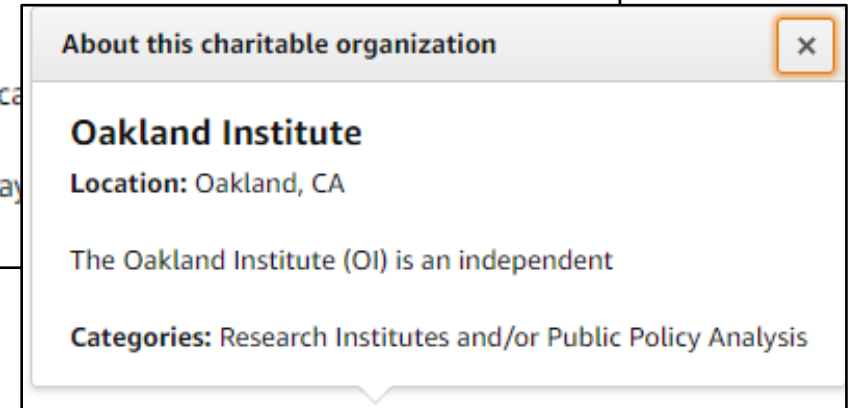 About this charitable organization
×
Oakland Institute
Location: Oakland, CA
The Oakland Institute (OI) is an independent
Categories: Research Institutes and/or Public Policy Analysis